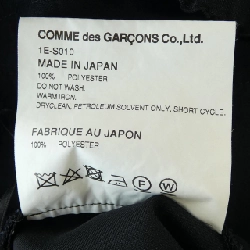 COMME des GARÇONS Co., Ltd.
1E-S010
MADE IN JAPAN
100% POLYESTER
DO NOT WASH.
WARM IRON.
DRYCLEAN, PETROLEUM SOLVENT ONLY, SHORT CYCLE.
FABRIQUE AU JAPON
100% POLYESTER